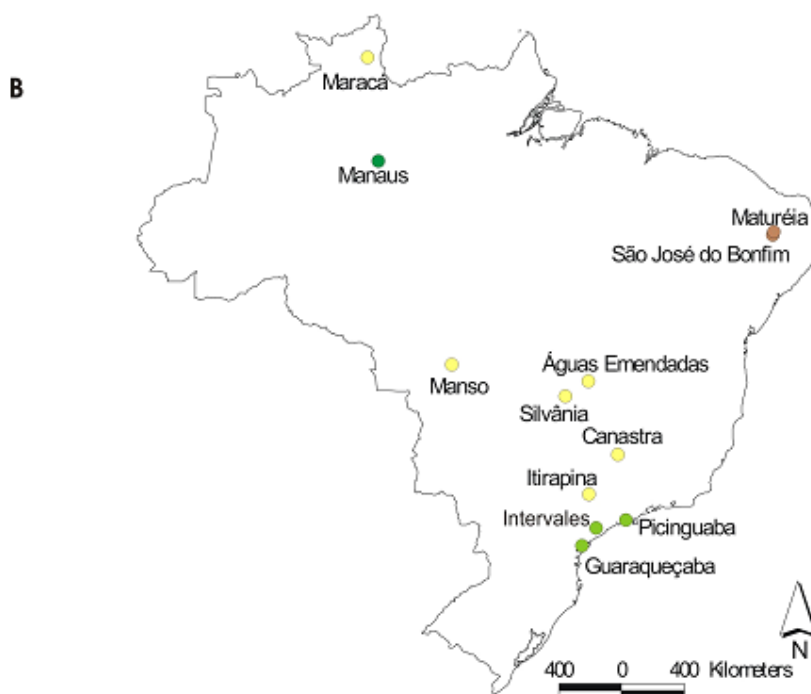 B
Maracá
Manaus
Maturéia
São José do Bonfim
Águas Emendadas
Manso
Silvânia
Canastra
Itirapina
Intervales
Picinguaba
Guaraqueçaba
N
400 0 400 Kilometers